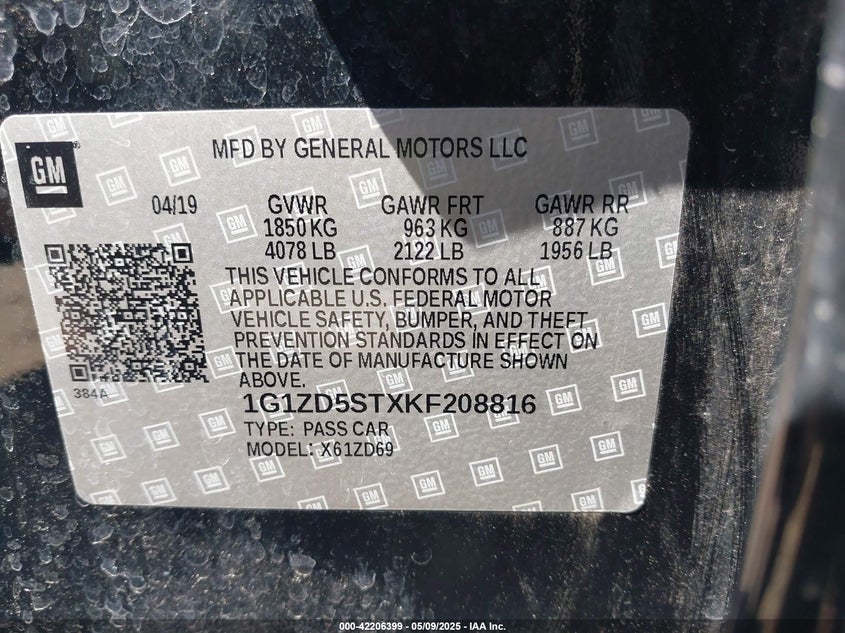 GM
MFD BY GENERAL MOTORS LLC
04/19 GVWR GAWR FRT GAWR RR
1850 KG 963 KG 887 KG
4078 LB 2122 LB 1956 LB
THIS VEHICLE CONFORMS TO ALL
APPLICABLE U.S. FEDERAL MOTOR
VEHICLE SAFETY, BUMPER, AND THEFT
PREVENTION STANDARDS IN EFFECT ON
THE DATE OF MANUFACTURE SHOWN
ABOVE.
384A
1G1ZD5STXKF208816
TYPE: PASS CAR
MODEL: X61ZD69
000-42206399 - 05/09/2025 - IAA Inc.